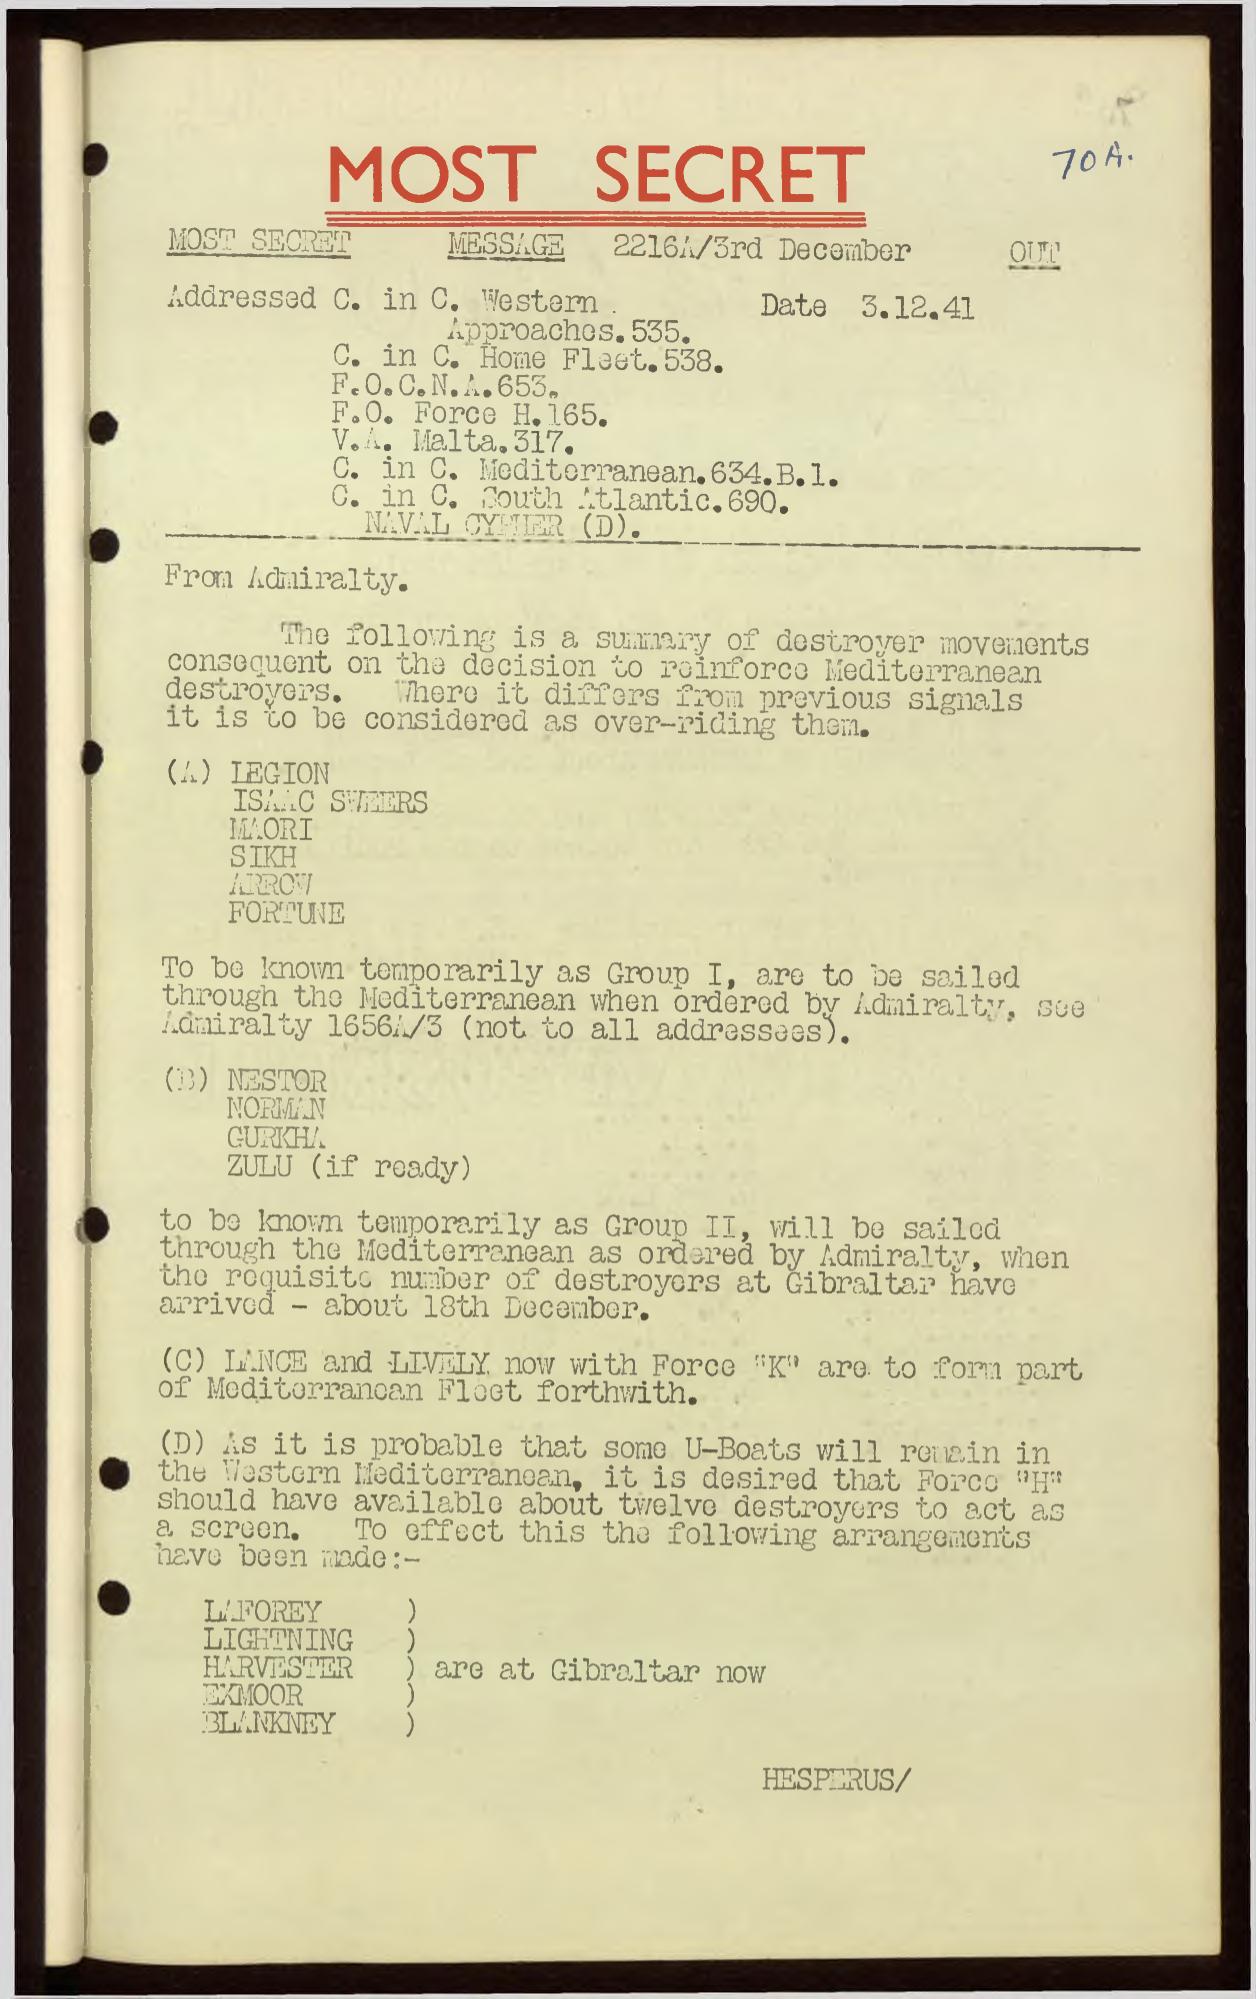 MOST SECRET
70A.
MOST SECRET MESSAGE 2216A/3rd December OUT
Addressed C. in C. Western. Date 3.12.41
Approaches.535.
C. in C. Home Fleet.538.
F.O.C.N.A.653.
F.O. Force H.165.
V.A. Malta.317.
C. in C. Mediterranean.634.B.1.
C. in C. South Atlantic.690.
NAVAL CYPHER (D).
From Admiralty.
The following is a summary of destroyer movements
consequent on the decision to reinforce Mediterranean
destroyers. Where it differs from previous signals
it is to be considered as over-riding them.
(A) LEGION
ISAAC SWEERS
MAORI
SIKH
ARROW
FORTUNE
To be known temporarily as Group I, are to be sailed
through the Mediterranean when ordered by Admiralty, see
Admiralty 1656A/3 (not to all addressees).
(B) NESTOR
NORMAN
GURKHA
ZULU (if ready)
to be known temporarily as Group II, will be sailed
through the Mediterranean as ordered by Admiralty, when
the requisite number of destroyers at Gibraltar have
arrived - about 18th December.
(C) LANCE and LIVELY now with Force "K" are to form part
of Mediterranean Fleet forthwith.
(D) As it is probable that some U-Boats will remain in
the Western Mediterranean, it is desired that Force "H"
should have available about twelve destroyers to act as
a screen. To effect this the following arrangements
have been made:-
LAFOREY )
LIGHTNING )
HARVESTER ) are at Gibraltar now
EXMOOR )
BLANKNEY )
HESPERUS/